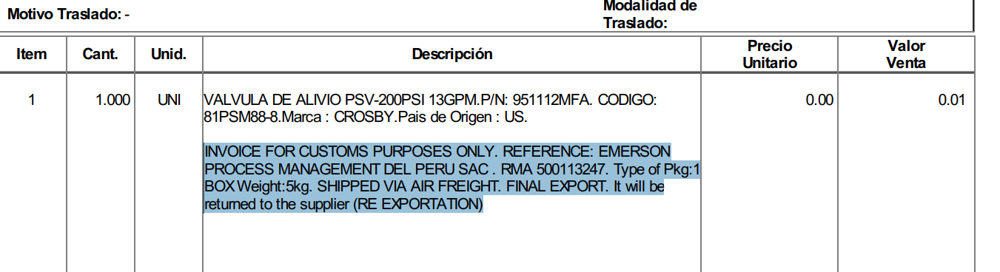 Motivo Traslado: -
Modalidad de
Traslado:
Item
Cant.
Unid.
Descripción
Precio
Unitario
Valor
Venta
1
1.000
UNI
VALVULA DE ALIVIO PSV-200PSI 13GPM.P/N: 951112MFA. CODIGO:
81PSM88-8.Marca : CROSBY.Pais de Origen : US.
0.00
0.01
INVOICE FOR CUSTOMS PURPOSES ONLY. REFERENCE: EMERSON
PROCESS MANAGEMENT DEL PERU SAC . RMA 500113247. Type of Pkg:1
BOX Weight:5kg. SHIPPED VIA AIR FREIGHT. FINAL EXPORT. It will be
returned to the supplier (RE EXPORTATION)